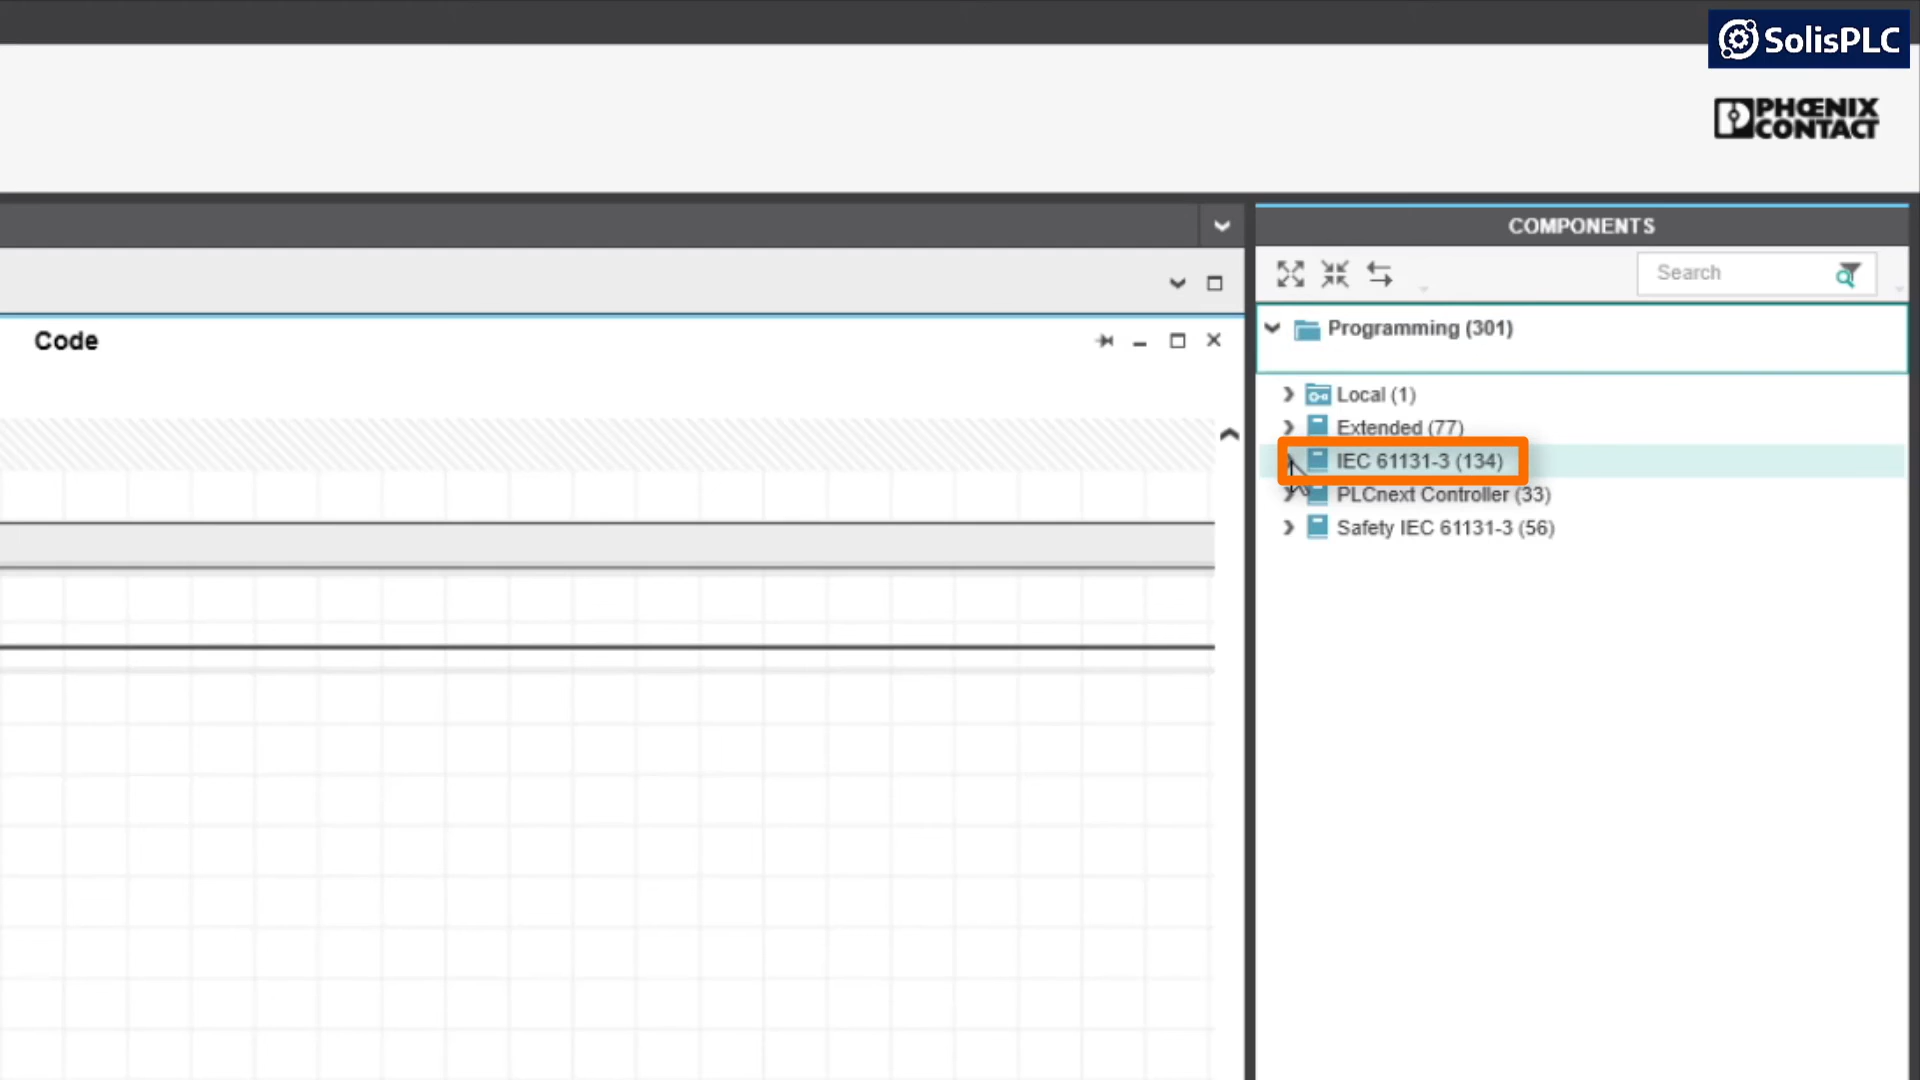 SolisPLC
PHŒNIX
CONTACT
COMPONENTS
Search
Code
Programming (301)
Local (1)
Extended (77)
IEC 61131-3 (134)
PLCnext Controller (33)
Safety IEC 61131-3 (56)